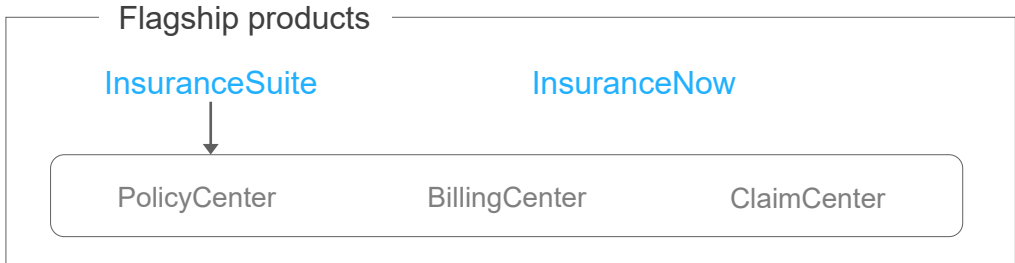 Flagship products
InsuranceSuite InsuranceNow
PolicyCenter BillingCenter ClaimCenter